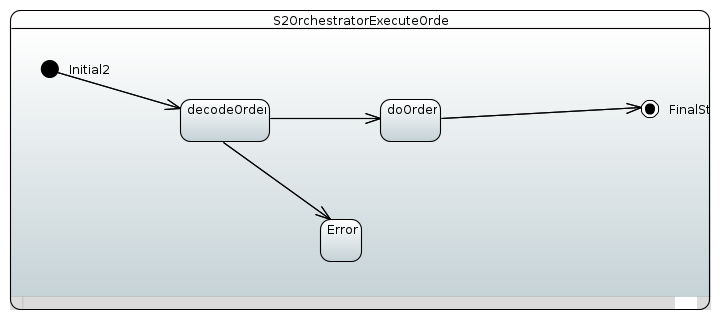 S2OrchestratorExecuteOrde
Initial2
decodeOrder
doOrder
FinalSt
Error